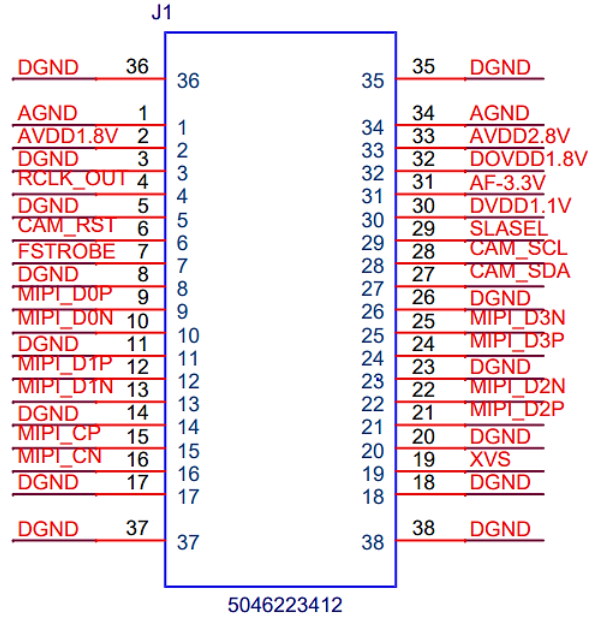 J1
DGND 36 36 35 35 DGND
AGND 1 1 34 34 AGND
AVDD1.8V 2 2 33 33 AVDD2.8V
DGND 3 3 32 32 DOVDD1.8V
RCLK_OUT 4 4 31 31 AF-3.3V
DGND 5 5 30 30 DVDD1.1V
CAM_RST 6 6 29 29 SLASEL
FSTROBE 7 7 28 28 CAM_SCL
DGND 8 8 27 27 CAM_SDA
MIPI_D0P 9 9 26 26 DGND
MIPI_D0N 10 10 25 25 MIPI_D3N
DGND 11 11 24 24 MIPI_D3P
MIPI_D1P 12 12 23 23 DGND
MIPI_D1N 13 13 22 22 MIPI_D2N
DGND 14 14 21 21 MIPI_D2P
MIPI_CP 15 15 20 20 DGND
MIPI_CN 16 16 19 19 XVS
DGND 17 17 18 18 DGND
DGND 37 37 38 38 DGND
5046223412